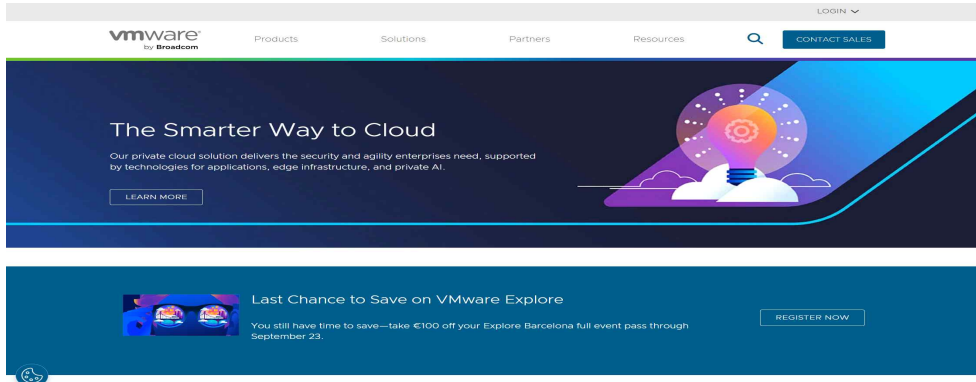 LOGIN
vmware®
by Broadcom
Products
Solutions
Partners
Resources
CONTACT SALES
The Smarter Way to Cloud
Our private cloud solution delivers the security and agility enterprises need, supported
by technologies for applications, edge infrastructure, and private AI.
LEARN MORE
Last Chance to Save on VMware Explore
You still have time to save—take €100 off your Explore Barcelona full event pass through
September 23.
REGISTER NOW